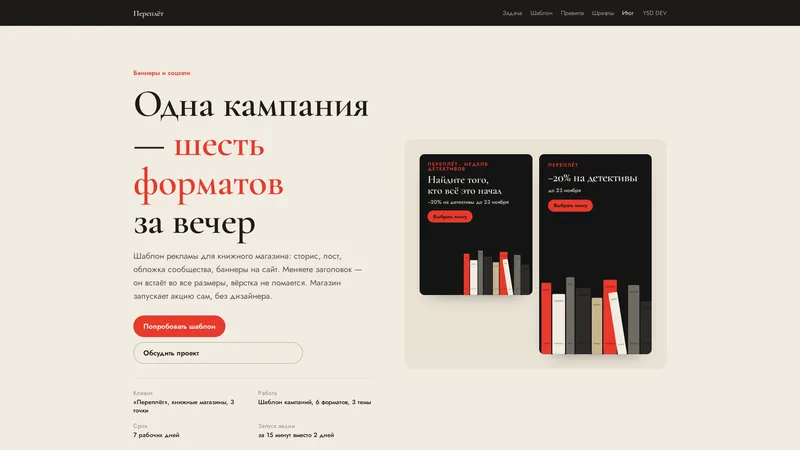 Переплёт
Задача Шаблон Правила Шрифты Итог YSD DEV
Баннеры и соцсети
Одна кампания
— шесть
форматов
за вечер
Шаблон рекламы для книжного магазина: сторис, пост,
обложка сообщества, баннеры на сайт. Меняете заголовок —
он встаёт во все размеры, вёрстка не ломается. Магазин
запускает акцию сам, без дизайнера.
Попробовать шаблон
Обсудить проект
Клиент
«Переплёт», книжные магазины, 3
точки
Работа
Шаблон кампаний, 6 форматов, 3 темы
Срок
7 рабочих дней
Запуск акции
за 15 минут вместо 2 дней
ПЕРЕПЛЁТ · НЕДЕЛЯ
ДЕТЕКТИВОВ
Найдите того,
кто всё это начал
−20% на детективы до 23 ноября
Выбрать книгу
ПЕРЕПЛЁТ
−20% на детективы
до 23 ноября
Выбрать книгу